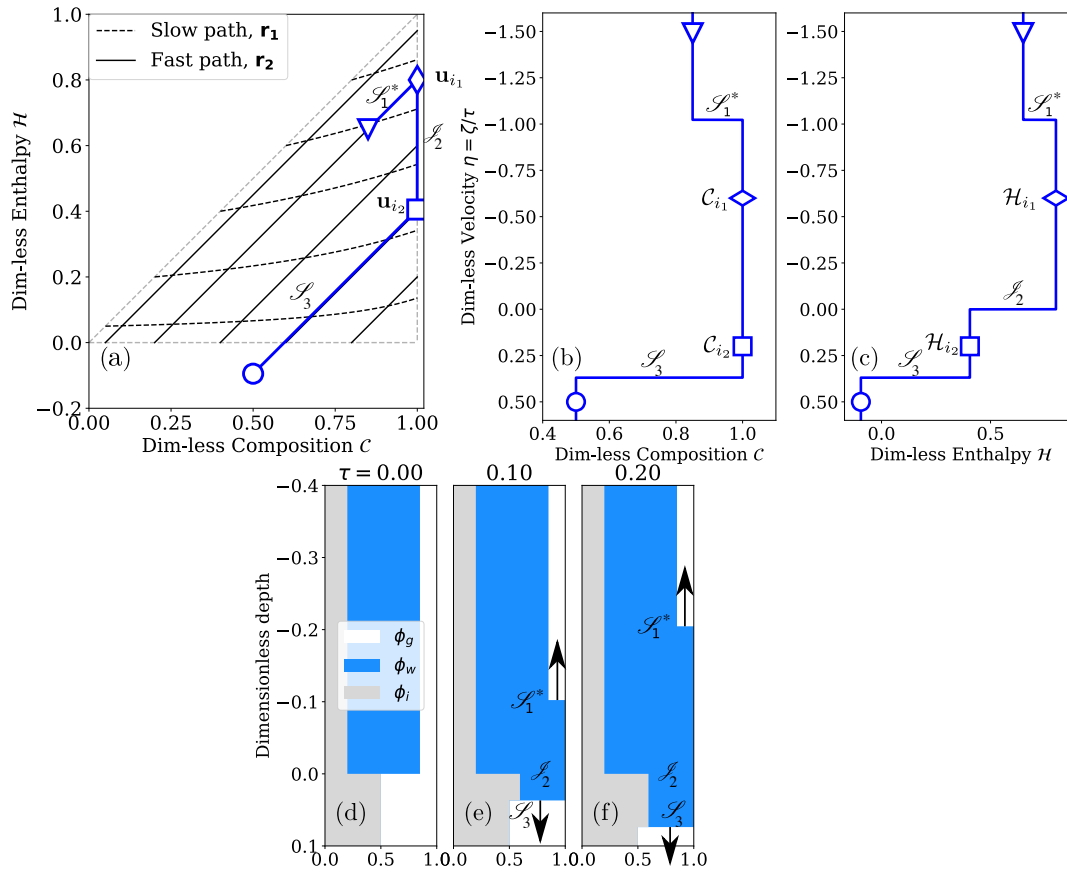 1.0
0.8
0.6
0.4
0.2
0.0
−0.2
0.00
0.25
0.50
0.75
1.00
Dim-less Enthalpy ℋ
Dim-less Composition 𝒞
Slow path, r₁
Fast path, r₂
𝒮₁*
u_{i₁}
𝒥₂
u_{i₂}
𝒮₃
(a)
−1.50
−1.25
−1.00
−0.75
−0.50
−0.25
0.00
0.25
0.50
Dim-less Velocity η = ζ/τ
0.4
0.6
0.8
1.0
Dim-less Composition 𝒞
𝒮₁*
𝒞_{i₁}
𝒞_{i₂}
𝒮₃
(b)
−1.50
−1.25
−1.00
−0.75
−0.50
−0.25
0.00
0.25
0.50
0.0
0.5
Dim-less Enthalpy ℋ
𝒮₁*
ℋ_{i₁}
𝒥₂
ℋ_{i₂}
𝒮₃
(c)
τ = 0.00
0.10
0.20
−0.4
−0.3
−0.2
−0.1
0.0
0.1
Dimensionless depth
ϕ_g
ϕ_w
ϕ_i
(d)
0.0
0.5
1.0
𝒮₁*
𝒥₂
𝒮₃
(e)
0.0
0.5
1.0
𝒮₁*
𝒥₂
𝒮₃
(f)
0.0
0.5
1.0